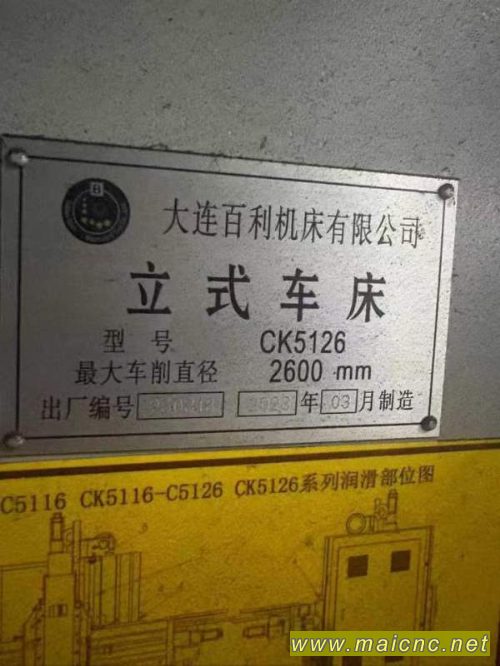 B
大连百利机床有限公司
立式车床
型号 CK5126
最大车削直径 2600 mm
出厂编号 年 03 月制造
C5116 CK5116-C5126 CK5126系列润滑部位图
www.maicnc.net